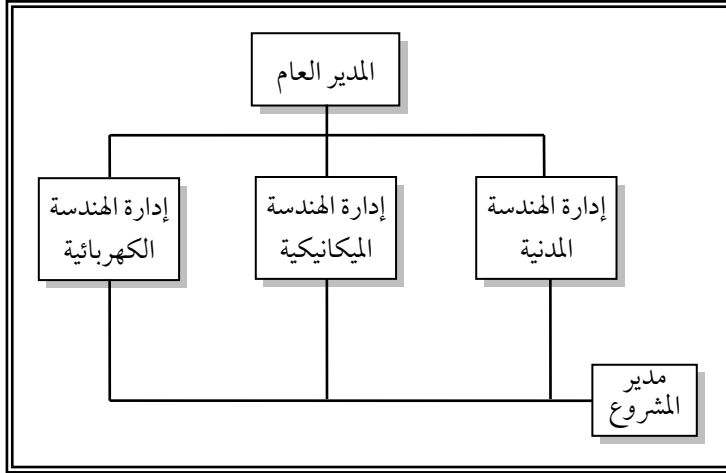 المدير العام
إدارة الهندسة
المدنية
إدارة الهندسة
الميكانيكية
إدارة الهندسة
الكهربائية
مدير
المشروع